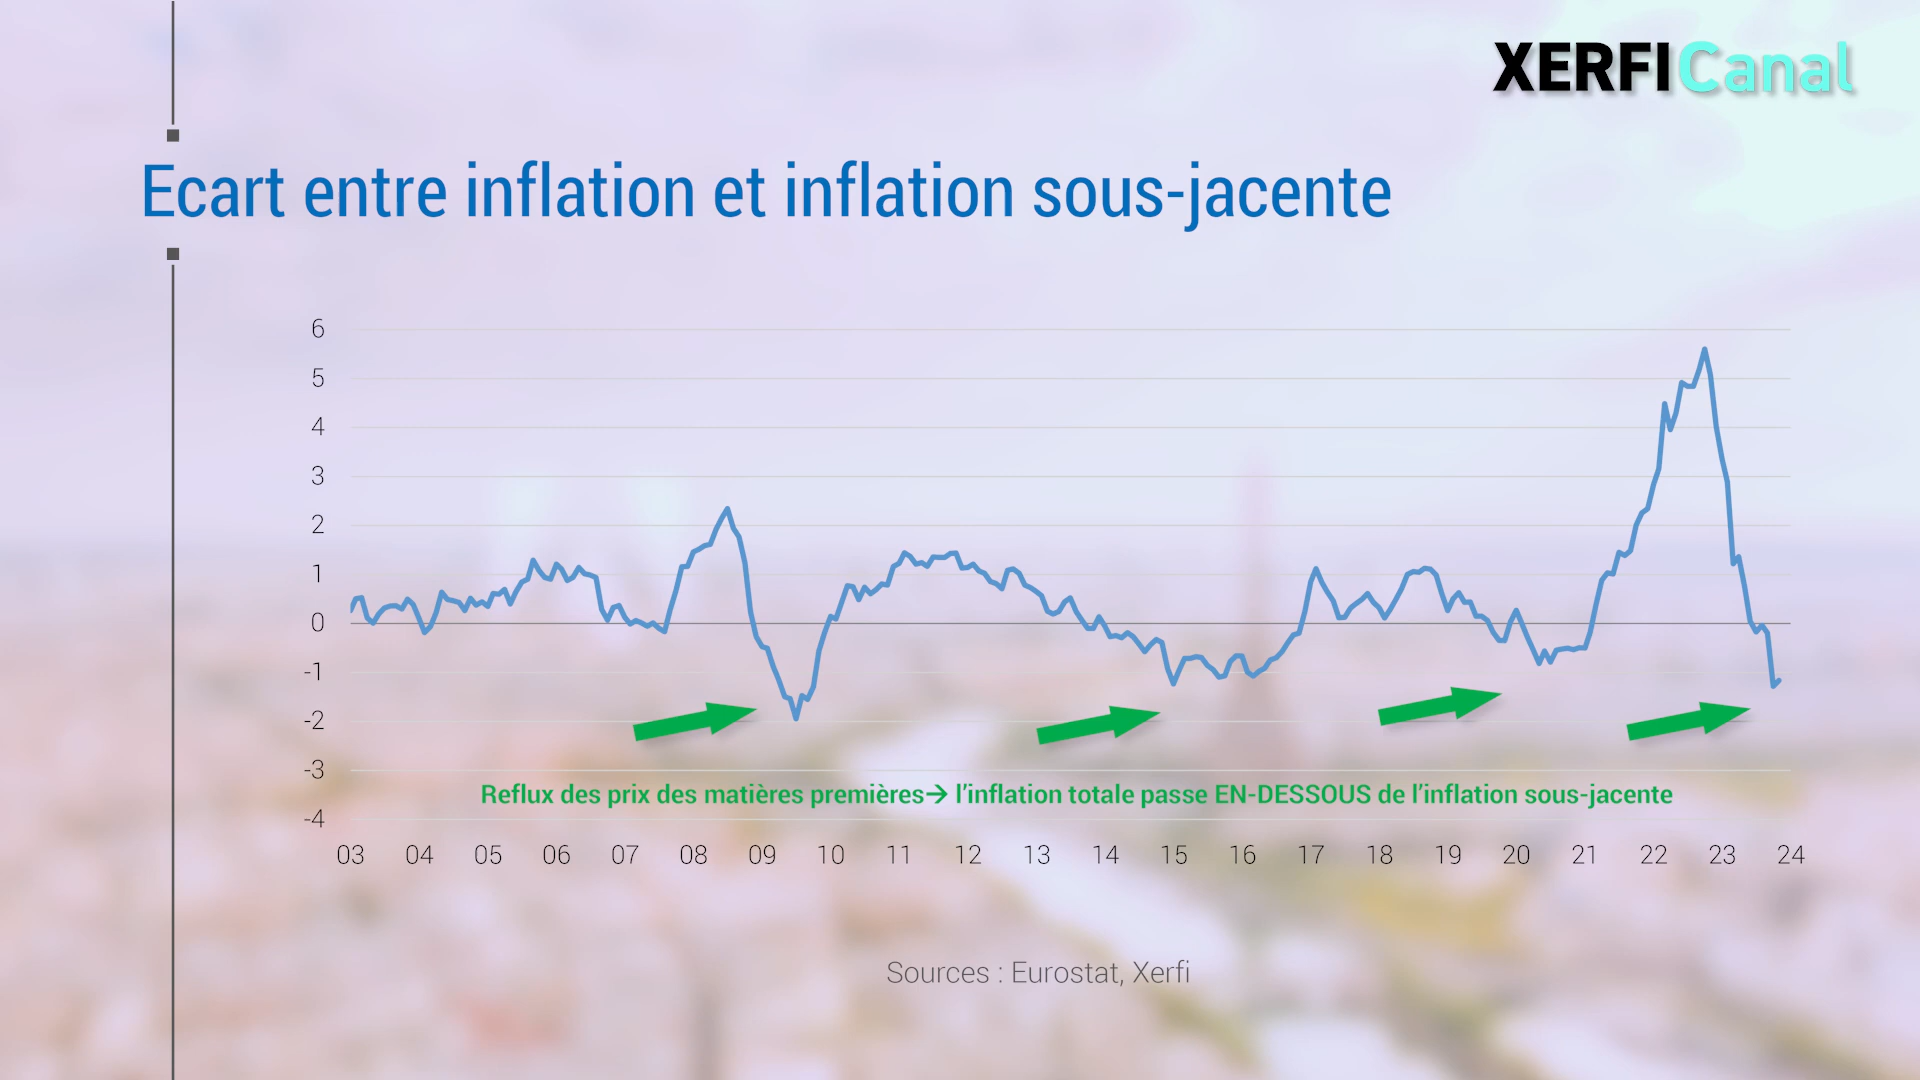 XERFI Canal
Ecart entre inflation et inflation sous-jacente
6
5
4
3
2
1
0
-1
-2
-3
Reflux des prix des matières premières→ l'inflation totale passe EN-DESSOUS de l'inflation sous-jacente
-4
03 04 05 06 07 08 09 10 11 12 13 14 15 16 17 18 19 20 21 22 23 24
Sources : Eurostat, Xerfi